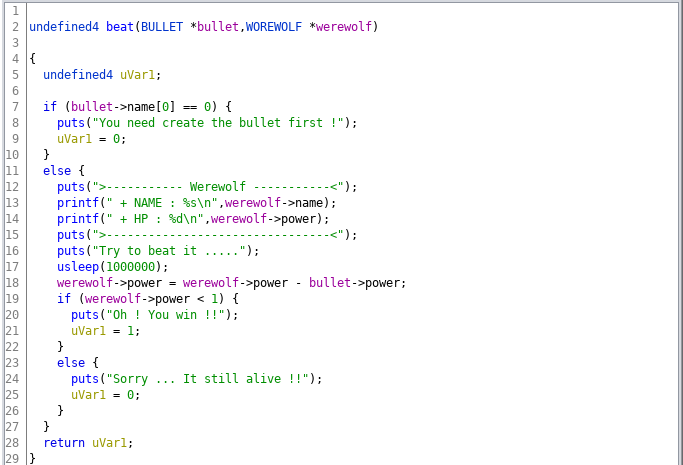 1
2 undefined4 beat(BULLET *bullet,WOREWOLF *werewolf)
3
4 {
5   undefined4 uVar1;
6
7   if (bullet->name[0] == 0) {
8     puts("You need create the bullet first !");
9     uVar1 = 0;
10   }
11   else {
12     puts(">----------- Werewolf -----------<");
13     printf(" + NAME : %s\n",werewolf->name);
14     printf(" + HP : %d\n",werewolf->power);
15     puts(">--------------------------------<");
16     puts("Try to beat it .....");
17     usleep(1000000);
18     werewolf->power = werewolf->power - bullet->power;
19     if (werewolf->power < 1) {
20       puts("Oh ! You win !!");
21       uVar1 = 1;
22     }
23     else {
24       puts("Sorry ... It still alive !!");
25       uVar1 = 0;
26     }
27   }
28   return uVar1;
29 }